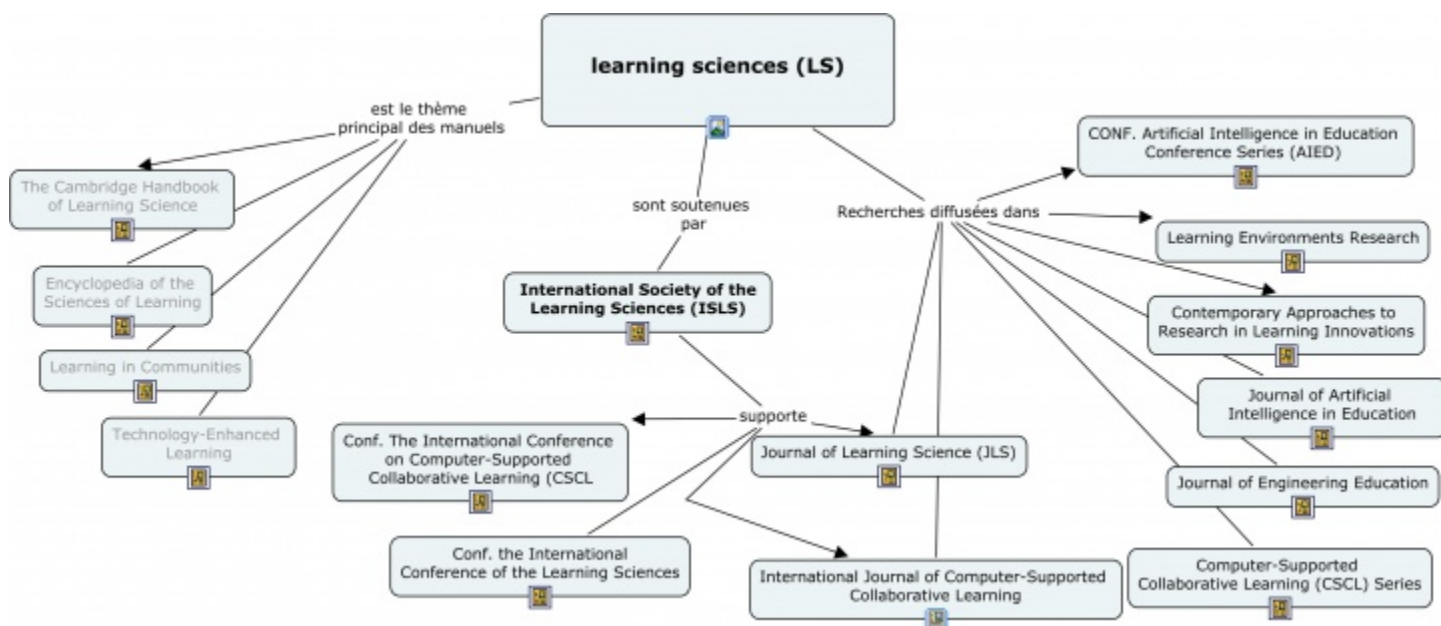 learning sciences (LS)
est le thème
principal des manuels
The Cambridge Handbook
of Learning Science
Encyclopedia of the
Sciences of Learning
Learning in Communities
Technology-Enhanced
Learning
sont soutenues
par
International Society of the
Learning Sciences (ISLS)
supporte
Conf. The International Conference
on Computer-Supported
Collaborative Learning (CSCL
Conf. the International
Conference of the Learning Sciences
Journal of Learning Science (JLS)
International Journal of Computer-Supported
Collaborative Learning
Recherches diffusées dans
CONF. Artificial Intelligence in Education
Conference Series (AIED)
Learning Environments Research
Contemporary Approaches to
Research in Learning Innovations
Journal of Artificial
Intelligence in Education
Journal of Engineering Education
Computer-Supported
Collaborative Learning (CSCL) Series